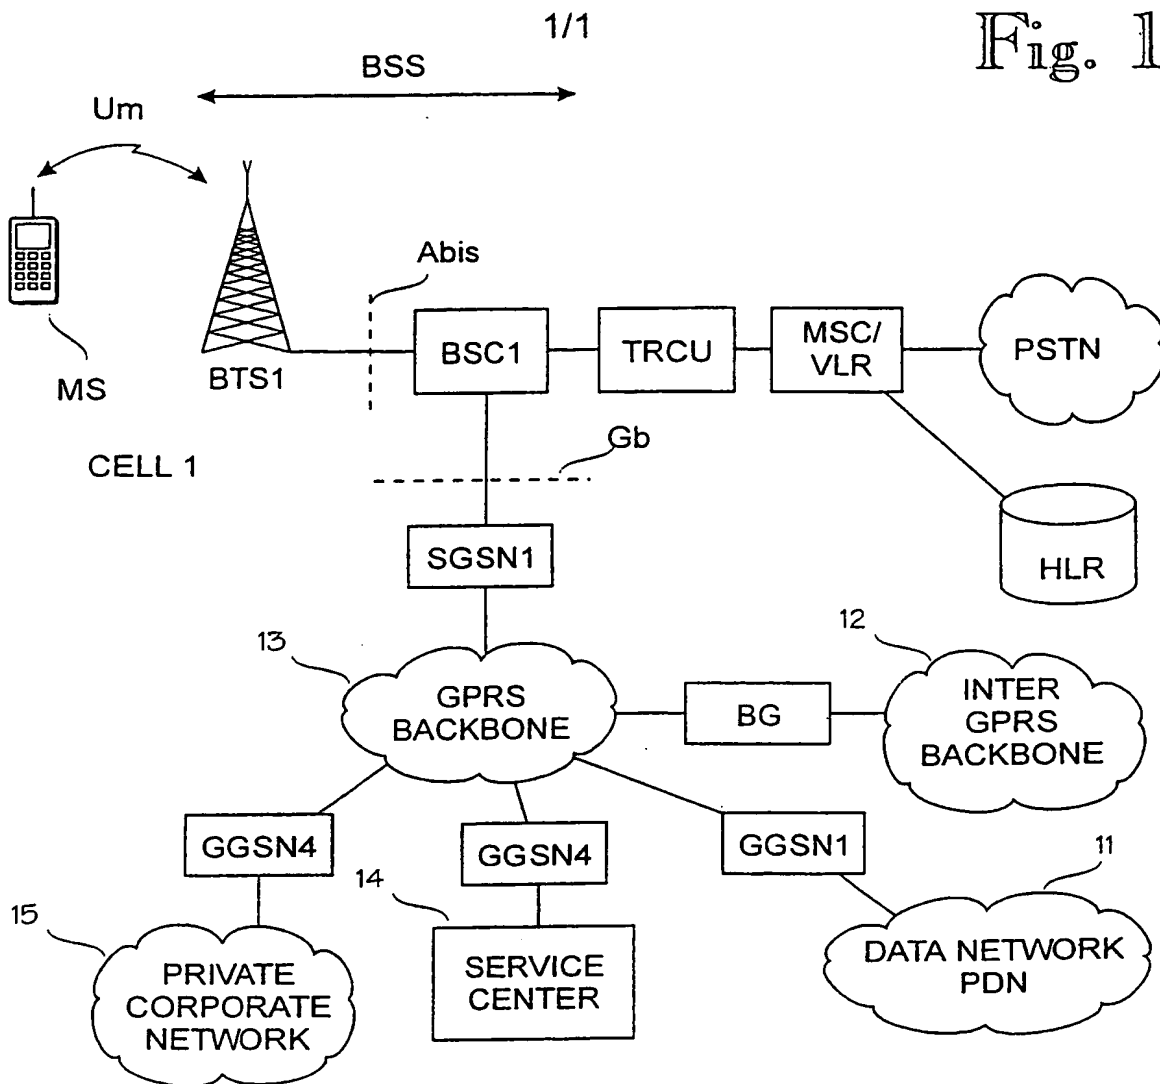 1/1
Fig. 1
BSS
Um
Abis
BSC1
TRCU
MSC/
VLR
PSTN
BTS1
MS
CELL 1
Gb
SGSN1
HLR
13
12
GPRS
BACKBONE
BG
INTER
GPRS
BACKBONE
GGSN4
GGSN4
GGSN1
11
14
15
PRIVATE
CORPORATE
NETWORK
SERVICE
CENTER
DATA NETWORK
PDN